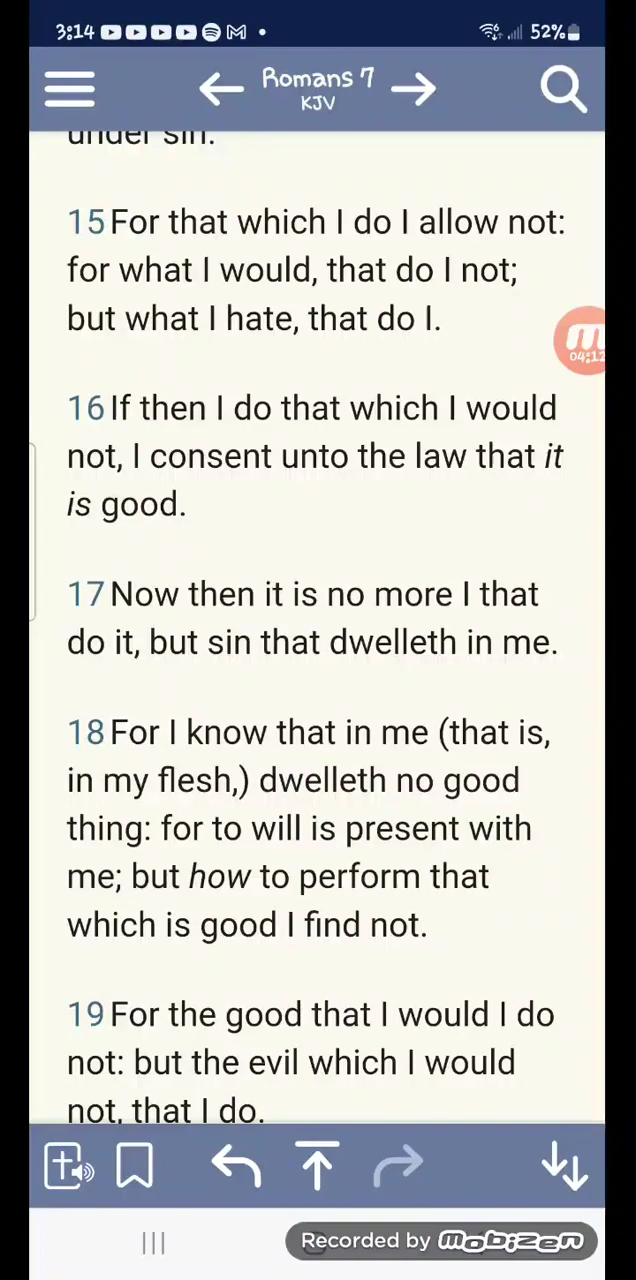 3:14 52%
Romans 7
KJV
under sin.
15 For that which I do I allow not:
for what I would, that do I not;
but what I hate, that do I.
04:12
16 If then I do that which I would
not, I consent unto the law that it
is good.
17 Now then it is no more I that
do it, but sin that dwelleth in me.
18 For I know that in me (that is,
in my flesh,) dwelleth no good
thing: for to will is present with
me; but how to perform that
which is good I find not.
19 For the good that I would I do
not: but the evil which I would
not, that I do.
Recorded by mobizen